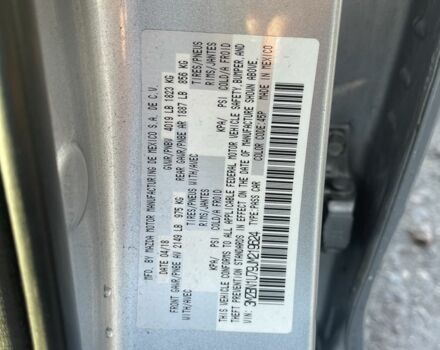 MFD. BY MAZDA MOTOR MANUFACTURING DE MEXICO S.A. DE C.V.
04/18 GVWR/PNBV 4019 LB 1823 KG
FRONT GAWR/PNBE AV 2149 LB 975 KG REAR GAWR/PNBE AR 1887 LB 856 KG
WITH/AVEC TIRES/PNEUS WITH/AVEC TIRES/PNEUS
RIMS/JANTES RIMS/JANTES
KPA/ PSI COLD/A FROID KPA/ PSI COLD/A FROID
THIS VEHICLE CONFORMS TO ALL APPLICABLE FEDERAL MOTOR VEHICLE SAFETY, BUMPER, AND
THEFT PREVENTION STANDARDS IN EFFECT ON THE DATE OF MANUFACTURE SHOWN ABOVE.
VIN: TYPE: PASS CAR COLOR CODE: 45P MADE IN MEXICO